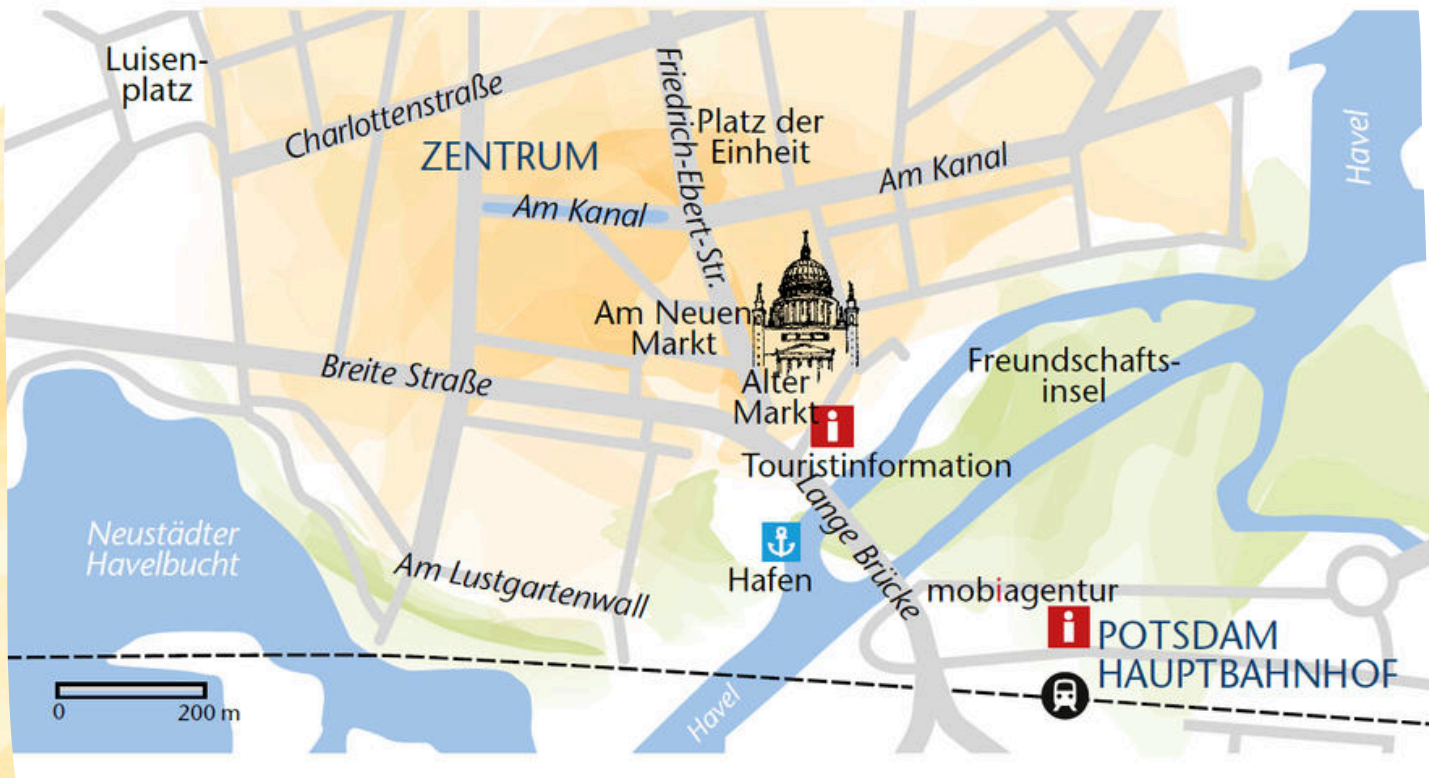 Luisen-
platz
Charlottenstraße
Friedrich-Ebert-Str.
Platz der
Einheit
ZENTRUM
Am Kanal
Am Kanal
Havel
Am Neuen
Markt
Breite Straße
Alter
Markt
i
Touristinformation
Freundschafts-
insel
Lange Brücke
Neustädter
Havelbucht
Am Lustgartenwall
Hafen
mobiagentur
i
POTSDAM
HAUPTBAHNHOF
Havel
0 200 m